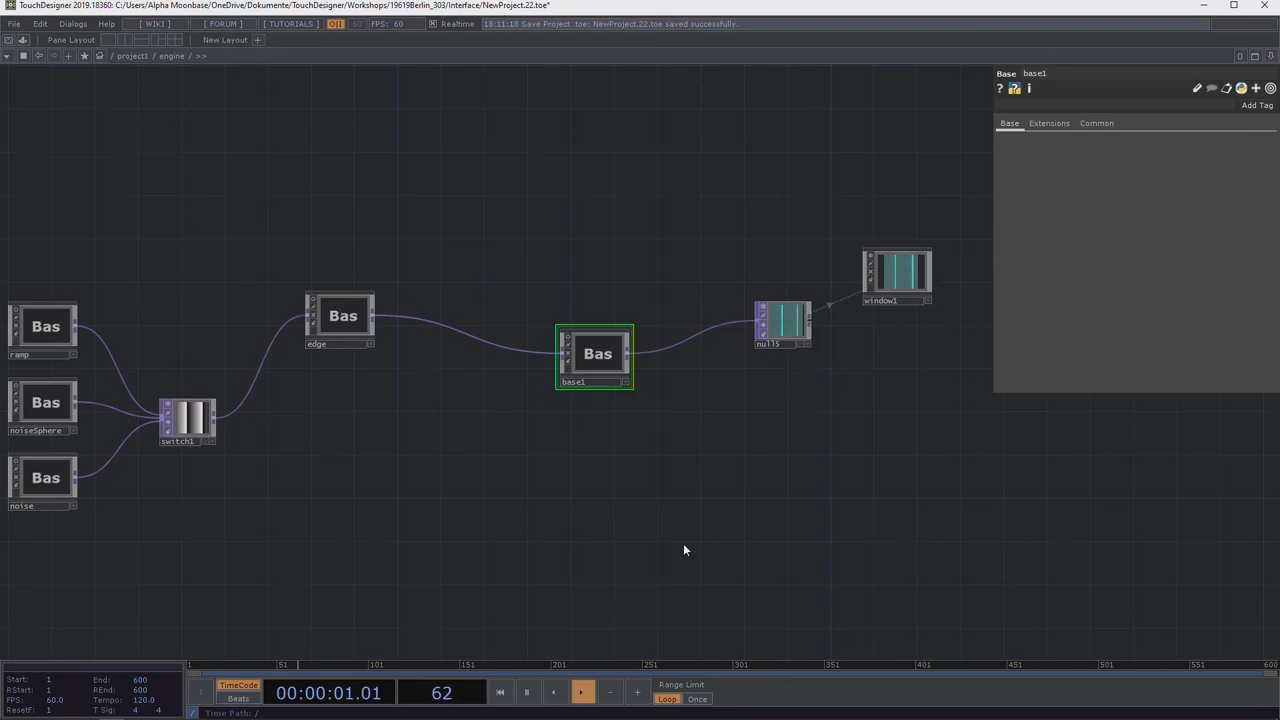 TouchDesigner 2019.18360: C:/Users/Alpha Moonbase/OneDrive/Dokumente/TouchDesigner/Workshops/19619Berlin_303/Interface/NewProject.22.toe*
File Edit Dialogs Help [ WIKI ] [ FORUM ] [ TUTORIALS ] O|I 60 FPS: 60 Realtime 18:11:18 Save Project .toe: NewProject.22.toe saved successfully.
Pane Layout New Layout +
/ project1 / engine / >> 0
Base base1
? ? i
Add Tag
Base Extensions Common
window1
Bas
edge
null5
Bas
ramp
Bas
base1
Bas
noiseSphere
switch1
Bas
noise
1 51 101 151 201 251 301 351 401 451 501 551 600
Start: 1 End: 600
RStart: 1 REnd: 600
FPS: 60.0 Tempo: 120.0
ResetF: 1 T Sig: 4 4
TimeCode
Beats
00:00:01.01 62
Range Limit
Loop Once
/ Time Path: /